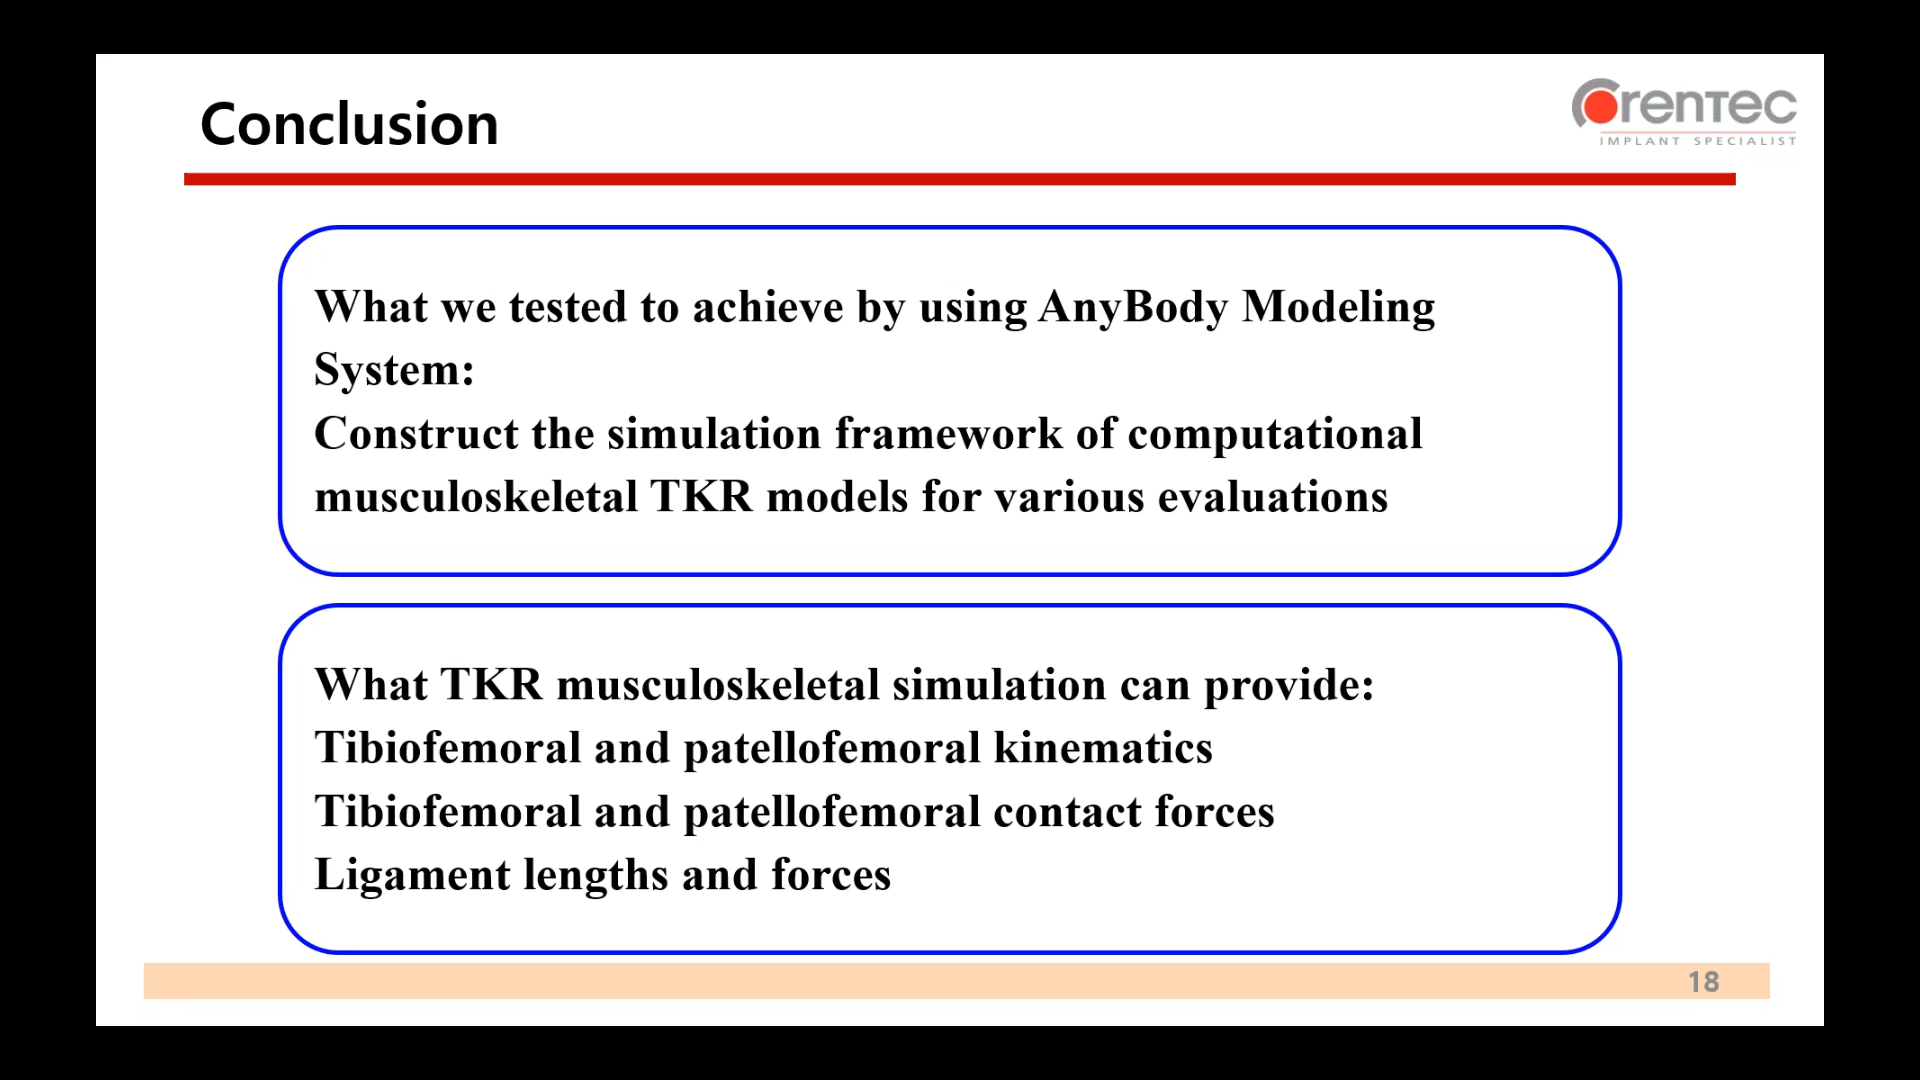 Conclusion
Corentec
IMPLANT SPECIALIST
What we tested to achieve by using AnyBody Modeling
System:
Construct the simulation framework of computational
musculoskeletal TKR models for various evaluations
What TKR musculoskeletal simulation can provide:
Tibiofemoral and patellofemoral kinematics
Tibiofemoral and patellofemoral contact forces
Ligament lengths and forces
18